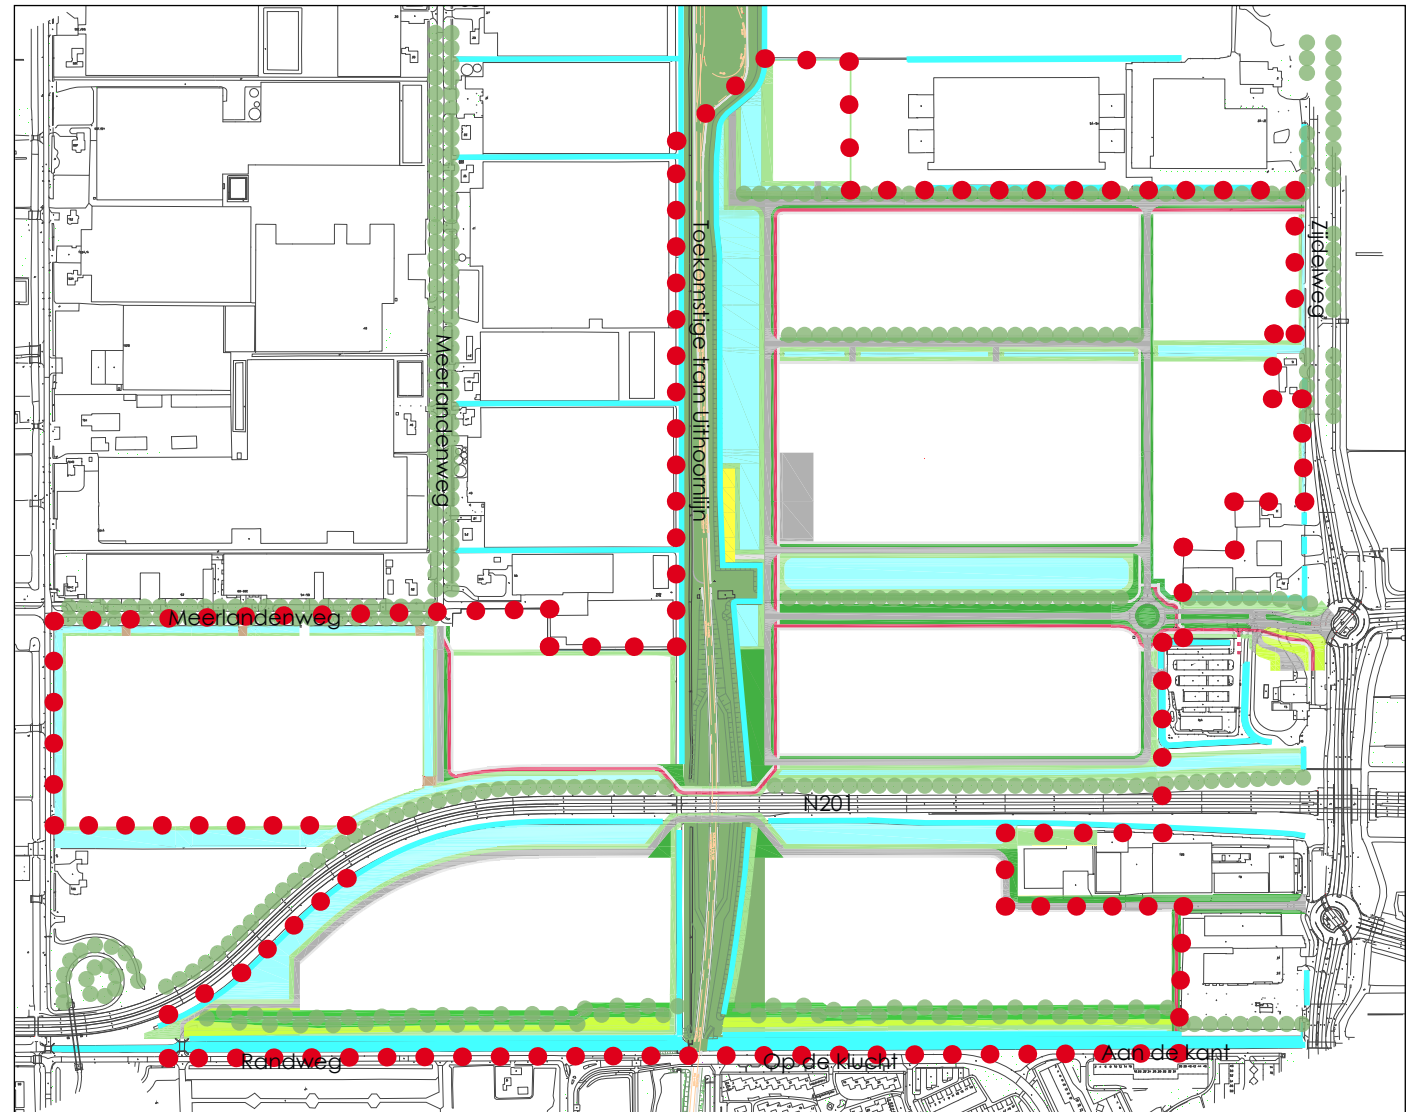 Zijdelweg
Toekomstige tram Uithoornlijn
Meerlandenweg
Meerlandenweg
N201
Randweg
Op de klucht
Aan de kant